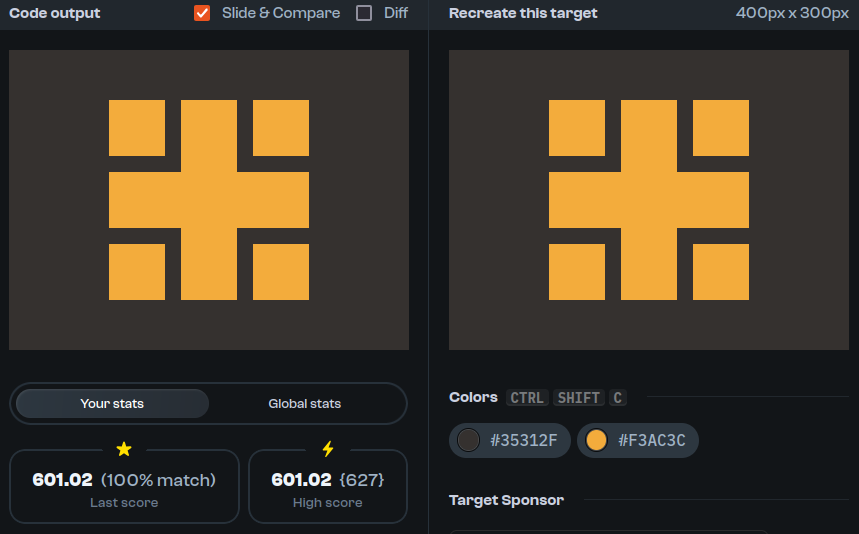 Code output
Slide & Compare
Diff
Recreate this target
400px x 300px
Your stats
Global stats
601.02 (100% match)
Last score
601.02 {627}
High score
Colors CTRL SHIFT C
#35312F
#F3AC3C
Target Sponsor